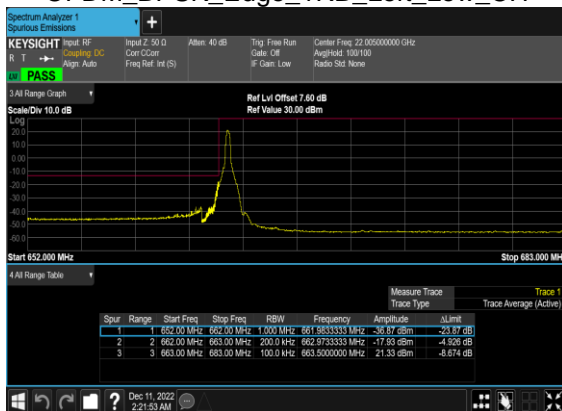 Spectrum Analyzer 1
Spurious Emissions
KEYSIGHT Input: RF Input Z: 50 Ω Atten: 40 dB Trig: Free Run Center Freq: 22.005000000 GHz
R T Coupling: DC Corr CCorr Gate: Off Avg|Hold: 100/100
Align: Auto Freq Ref: Int (S) IF Gain: Low Radio Std: None
PASS
3 All Range Graph
Ref Lvl Offset 7.60 dB
Scale/Div 10.0 dB Ref Value 30.00 dBm
Log
20.0
10.0
0.00
-10.0
-20.0
-30.0
-40.0
-50.0
-60.0
Start 652.000 MHz Stop 683.000 MH
4 All Range Table
Measure Trace Trace 1
Trace Type Trace Average (Active)
Spur Range Start Freq Stop Freq RBW Frequency Amplitude ΔLimit
1 1 652.00 MHz 662.00 MHz 1.000 MHz 661.9833333 MHz -36.87 dBm -23.87 dB
2 2 662.00 MHz 663.00 MHz 200.0 kHz 662.9733333 MHz -17.93 dBm -4.926 dB
3 3 663.00 MHz 683.00 MHz 100.0 kHz 663.5000000 MHz 21.33 dBm -8.674 dB
Dec 11, 2022
2:21:53 AM